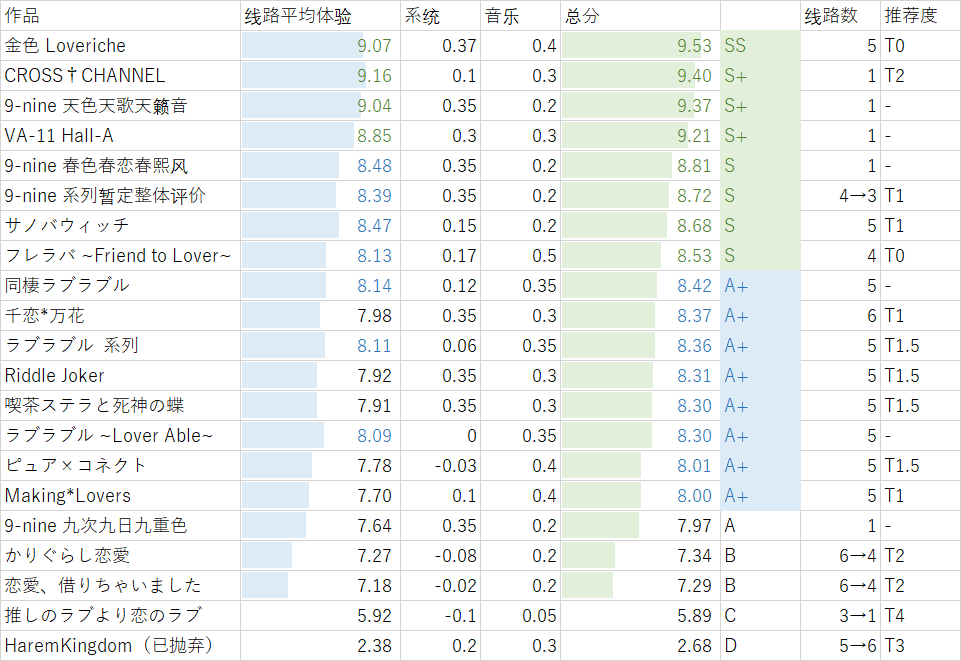 作品 线路平均体验 系统 音乐 总分 线路数 推荐度
金色 Loveriche 9.07 0.37 0.4 9.53 SS 5 T0
CROSS†CHANNEL 9.16 0.1 0.3 9.40 S+ 1 T2
9-nine 天色天歌天籁音 9.04 0.35 0.2 9.37 S+ 1 -
VA-11 Hall-A 8.85 0.3 0.3 9.21 S+ 1 -
9-nine 春色春恋春熙风 8.48 0.35 0.2 8.81 S 1 -
9-nine 系列暂定整体评价 8.39 0.35 0.2 8.72 S 4→3 T1
サノバウィッチ 8.47 0.15 0.2 8.68 S 5 T1
フレラバ ~Friend to Lover~ 8.13 0.17 0.5 8.53 S 4 T0
同棲ラブラブル 8.14 0.12 0.35 8.42 A+ 5 -
千恋*万花 7.98 0.35 0.3 8.37 A+ 6 T1
ラブラブル 系列 8.11 0.06 0.35 8.36 A+ 5 T1.5
Riddle Joker 7.92 0.35 0.3 8.31 A+ 5 T1.5
喫茶ステラと死神の蝶 7.91 0.35 0.3 8.30 A+ 5 T1.5
ラブラブル ~Lover Able~ 8.09 0 0.35 8.30 A+ 5 -
ピュア×コネクト 7.78 -0.03 0.4 8.01 A+ 5 T1.5
Making*Lovers 7.70 0.1 0.4 8.00 A+ 5 T1
9-nine 九次九日九重色 7.64 0.35 0.2 7.97 A 1 -
かりぐらし恋愛 7.27 -0.08 0.2 7.34 B 6→4 T2
恋愛、借りちゃいました 7.18 -0.02 0.2 7.29 B 6→4 T2
推しのラブより恋のラブ 5.92 -0.1 0.05 5.89 C 3→1 T4
HaremKingdom（已抛弃） 2.38 0.2 0.3 2.68 D 5→6 T3